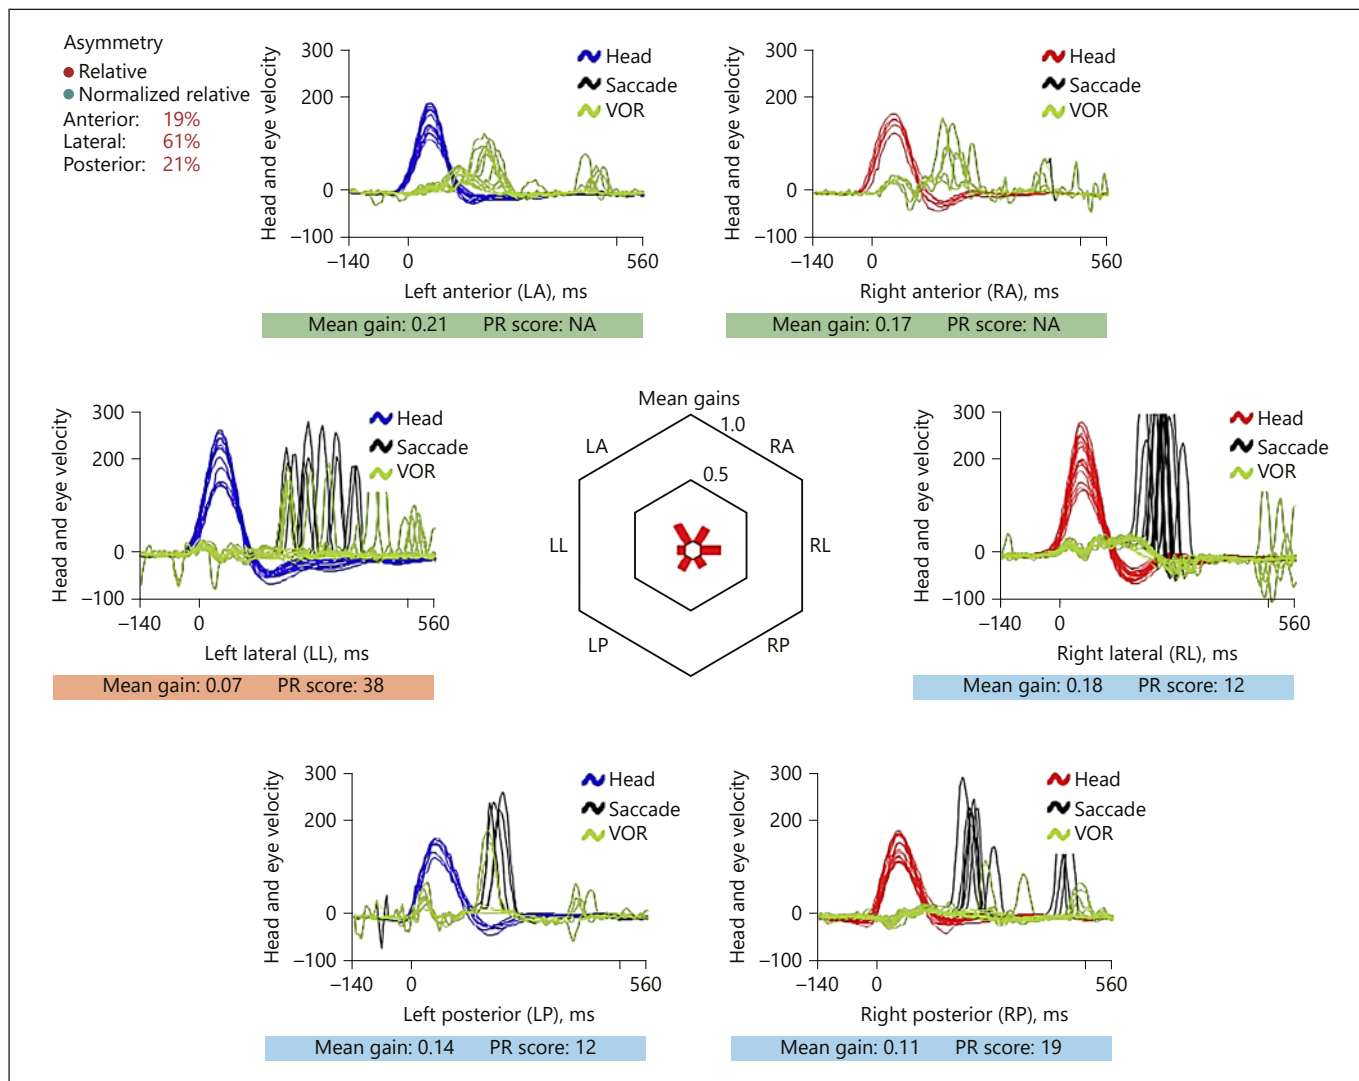 Asymmetry
Relative
Normalized relative
Anterior: 19%
Lateral: 61%
Posterior: 21%
Head and eye velocity
300
200
100
0
−100
−140 0 560
Left anterior (LA), ms
Head
Saccade
VOR
Mean gain: 0.21 PR score: NA
Head and eye velocity
300
200
100
0
−100
−140 0 560
Right anterior (RA), ms
Head
Saccade
VOR
Mean gain: 0.17 PR score: NA
Head and eye velocity
300
200
100
0
−100
−140 0 560
Left lateral (LL), ms
Head
Saccade
VOR
Mean gain: 0.07 PR score: 38
Mean gains
1.0
0.5
LA
RA
LL
RL
LP
RP
Head and eye velocity
300
200
100
0
−100
−140 0 560
Right lateral (RL), ms
Head
Saccade
VOR
Mean gain: 0.18 PR score: 12
Head and eye velocity
300
200
100
0
−100
−140 0 560
Left posterior (LP), ms
Head
Saccade
VOR
Mean gain: 0.14 PR score: 12
Head and eye velocity
300
200
100
0
−100
−140 0 560
Right posterior (RP), ms
Head
Saccade
VOR
Mean gain: 0.11 PR score: 19